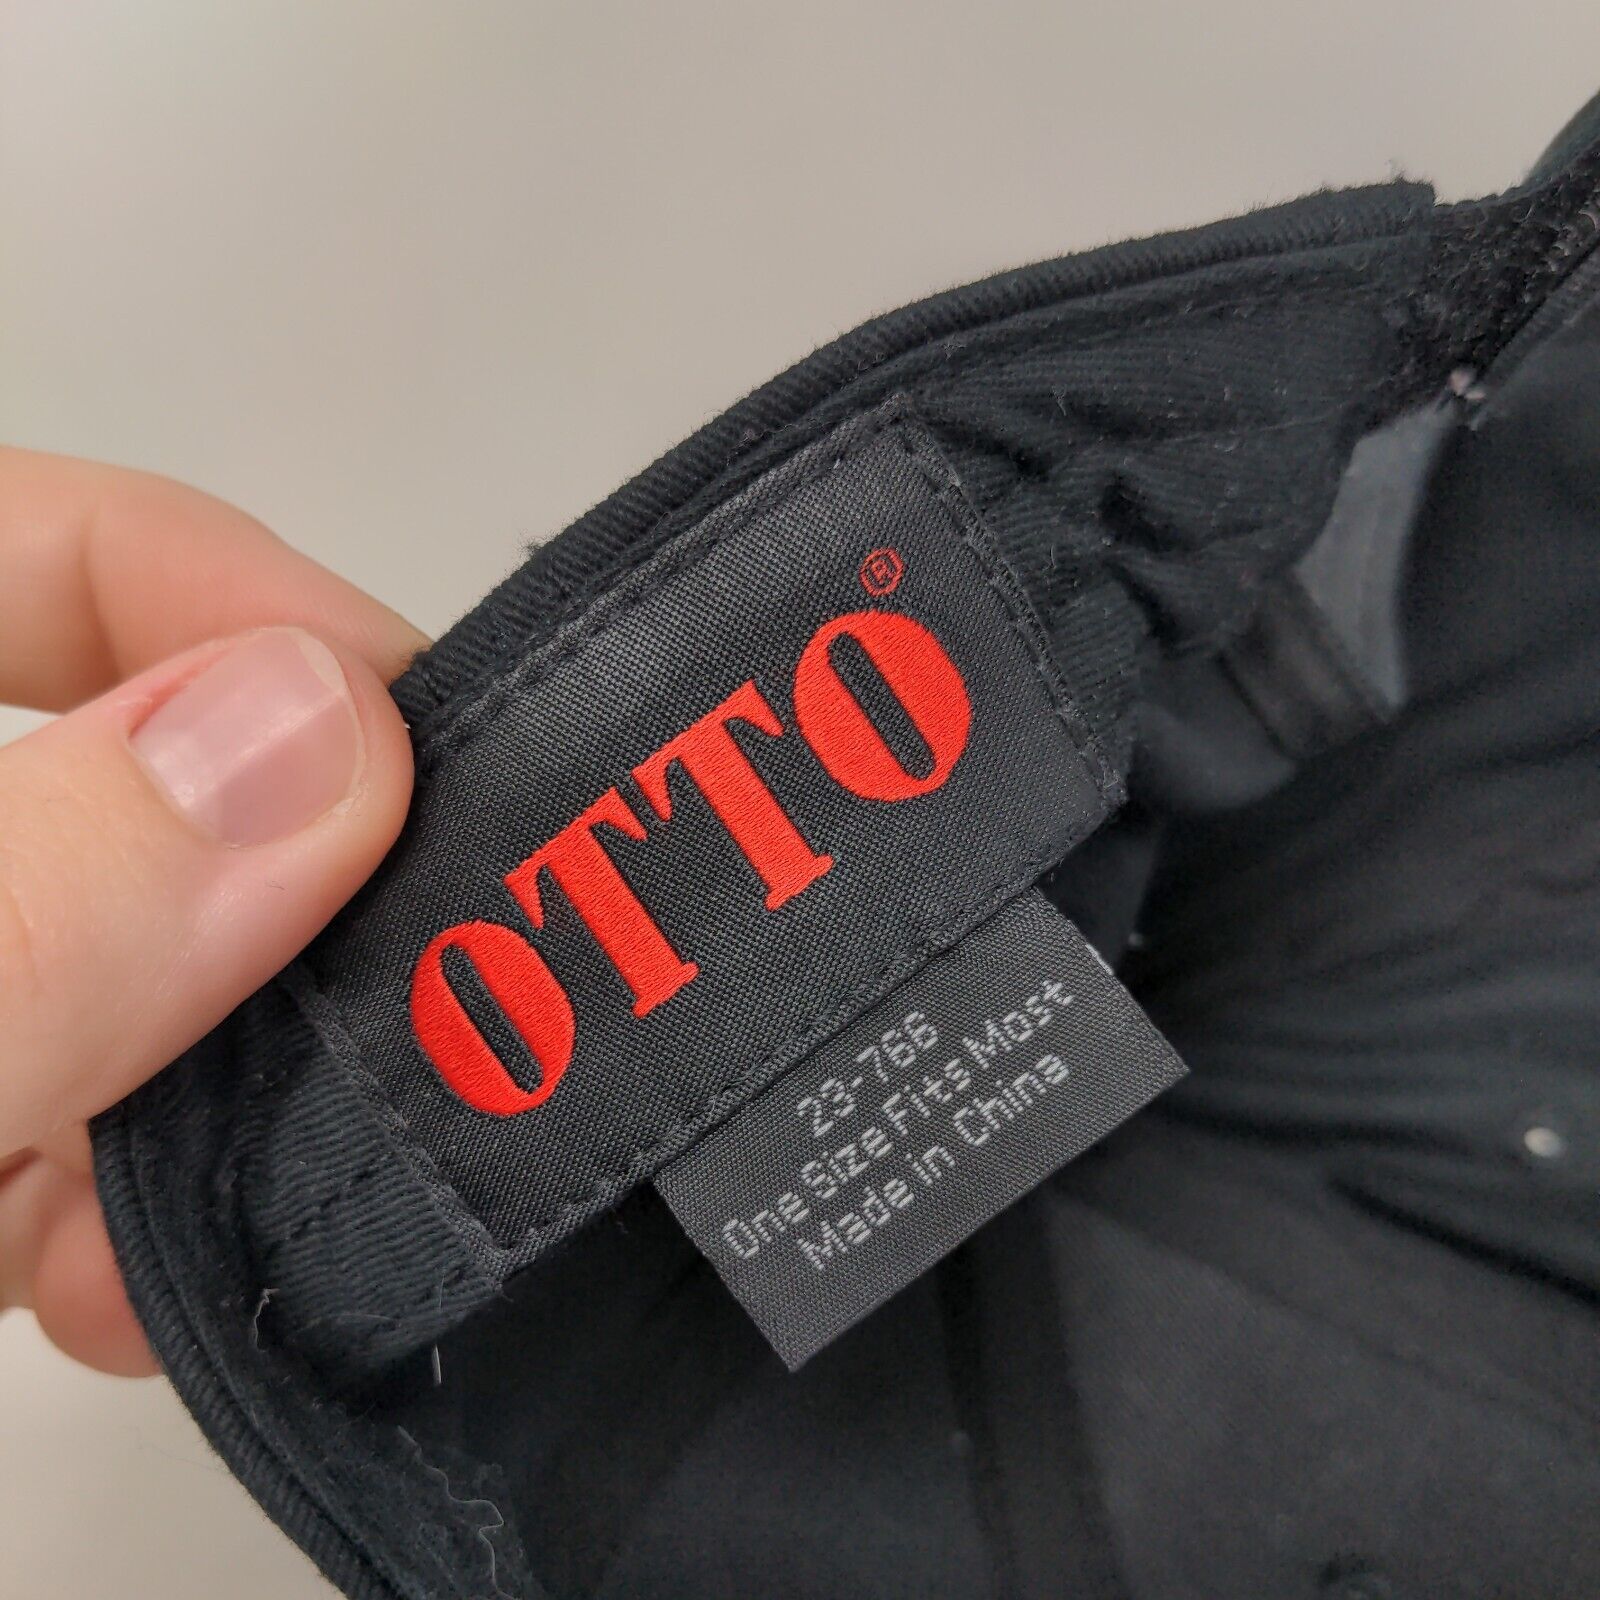 OTTO®
23-766
One Size Fits Most
Made in China